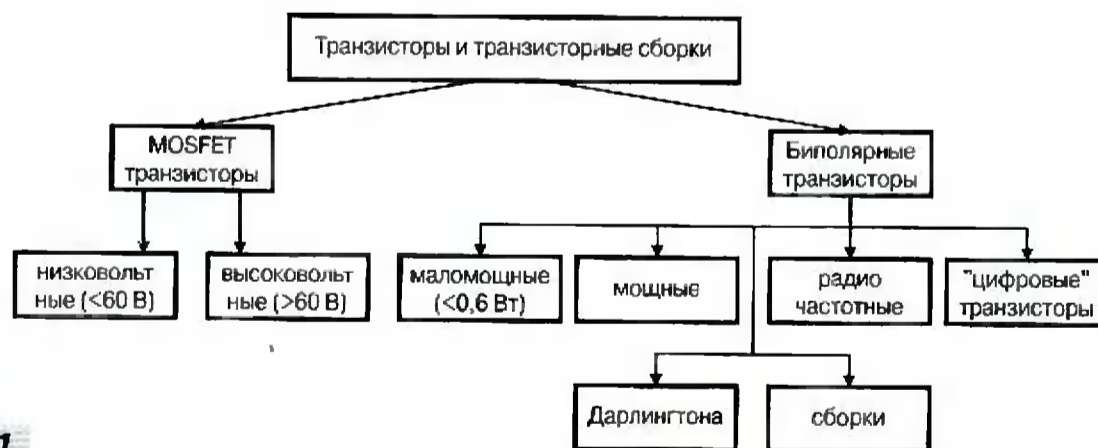 Транзисторы и транзисторные сборки
MOSFET
транзисторы
Биполярные
транзисторы
низковольт
ные (<60 В)
высоковольт
ные (>60 В)
маломощные
(<0,6 Вт)
мощные
радио
частотные
"цифровые"
транзисторы
Дарлингтона
сборки